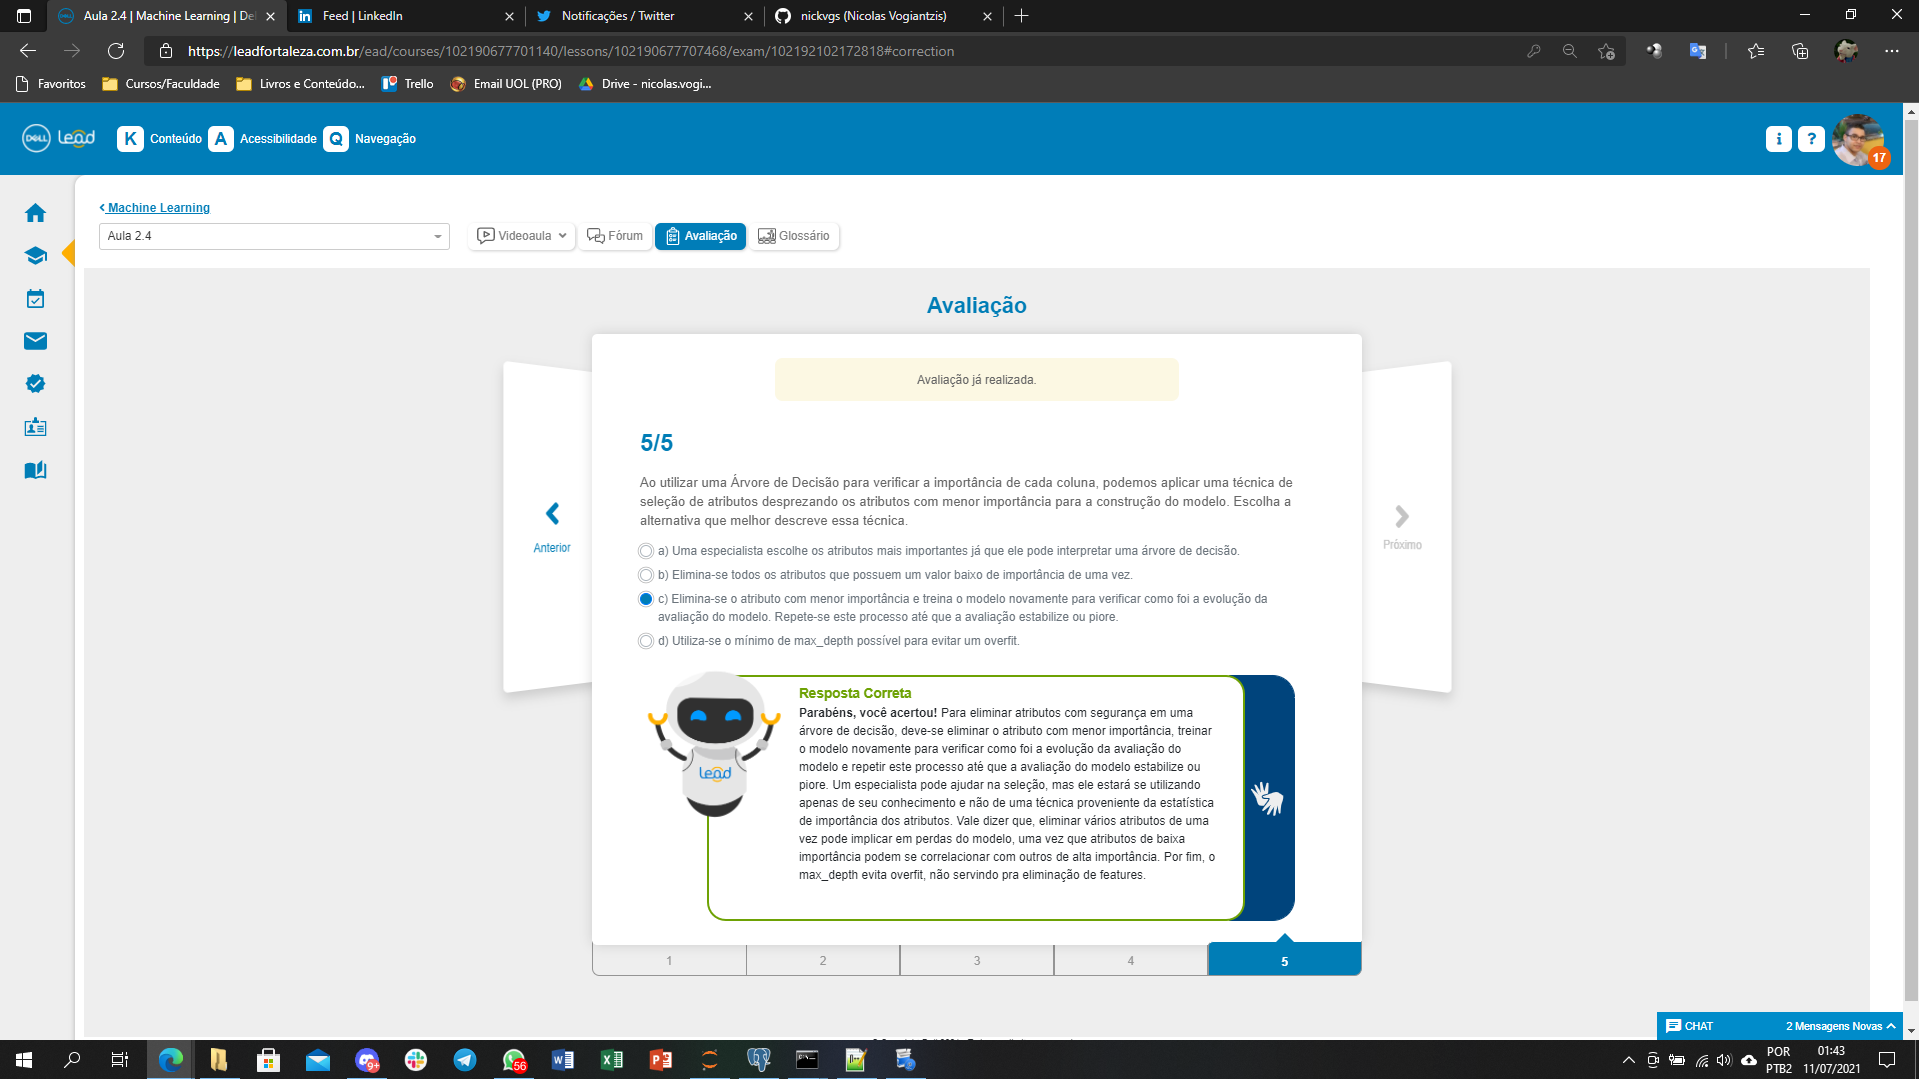 Aula 2.4 | Machine Learning | De
Feed | LinkedIn
Notificações / Twitter
nickvgs (Nicolas Vogiantzis)
https://leadfortaleza.com.br/ead/courses/102190677701140/lessons/102190677707468/exam/102192102172818#correction
Favoritos
Cursos/Faculdade
Livros e Conteúdo...
Trello
Email UOL (PRO)
Drive - nicolas.vogi...
DELL Lead
K Conteúdo
A Acessibilidade
Q Navegação
i
?
17
Machine Learning
Aula 2.4
Videoaula
Fórum
Avaliação
Glossário
Avaliação
Avaliação já realizada.
5/5
Ao utilizar uma Árvore de Decisão para verificar a importância de cada coluna, podemos aplicar uma técnica de
seleção de atributos desprezando os atributos com menor importância para a construção do modelo. Escolha a
alternativa que melhor descreve essa técnica.
Anterior
Próximo
a) Uma especialista escolhe os atributos mais importantes já que ele pode interpretar uma árvore de decisão.
b) Elimina-se todos os atributos que possuem um valor baixo de importância de uma vez.
c) Elimina-se o atributo com menor importância e treina o modelo novamente para verificar como foi a evolução da
avaliação do modelo. Repete-se este processo até que a avaliação estabilize ou piore.
d) Utiliza-se o mínimo de max_depth possível para evitar um overfit.
Lead
Resposta Correta
Parabéns, você acertou! Para eliminar atributos com segurança em uma
árvore de decisão, deve-se eliminar o atributo com menor importância, treinar
o modelo novamente para verificar como foi a evolução da avaliação do
modelo e repetir este processo até que a avaliação do modelo estabilize ou
piore. Um especialista pode ajudar na seleção, mas ele estará se utilizando
apenas de seu conhecimento e não de uma técnica proveniente da estatística
de importância dos atributos. Vale dizer que, eliminar vários atributos de uma
vez pode implicar em perdas do modelo, uma vez que atributos de baixa
importância podem se correlacionar com outros de alta importância. Por fim, o
max_depth evita overfit, não servindo pra eliminação de features.
1
2
3
4
5
CHAT
2 Mensagens Novas
9+
56
POR
PTB2
01:43
11/07/2021